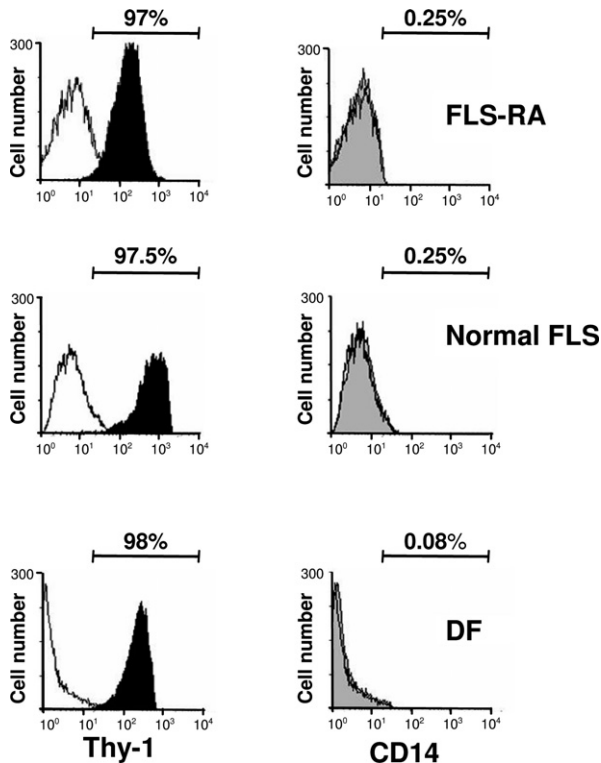 97% 0.25%
300 300
Cell number Cell number FLS-RA
10⁰ 10¹ 10² 10³ 10⁴ 10⁰ 10¹ 10² 10³ 10⁴
97.5% 0.25%
300 300
Cell number Cell number Normal FLS
10⁰ 10¹ 10² 10³ 10⁴ 10⁰ 10¹ 10² 10³ 10⁴
98% 0.08%
300 300
Cell number Cell number DF
10⁰ 10¹ 10² 10³ 10⁴ 10⁰ 10¹ 10² 10³ 10⁴
Thy-1 CD14